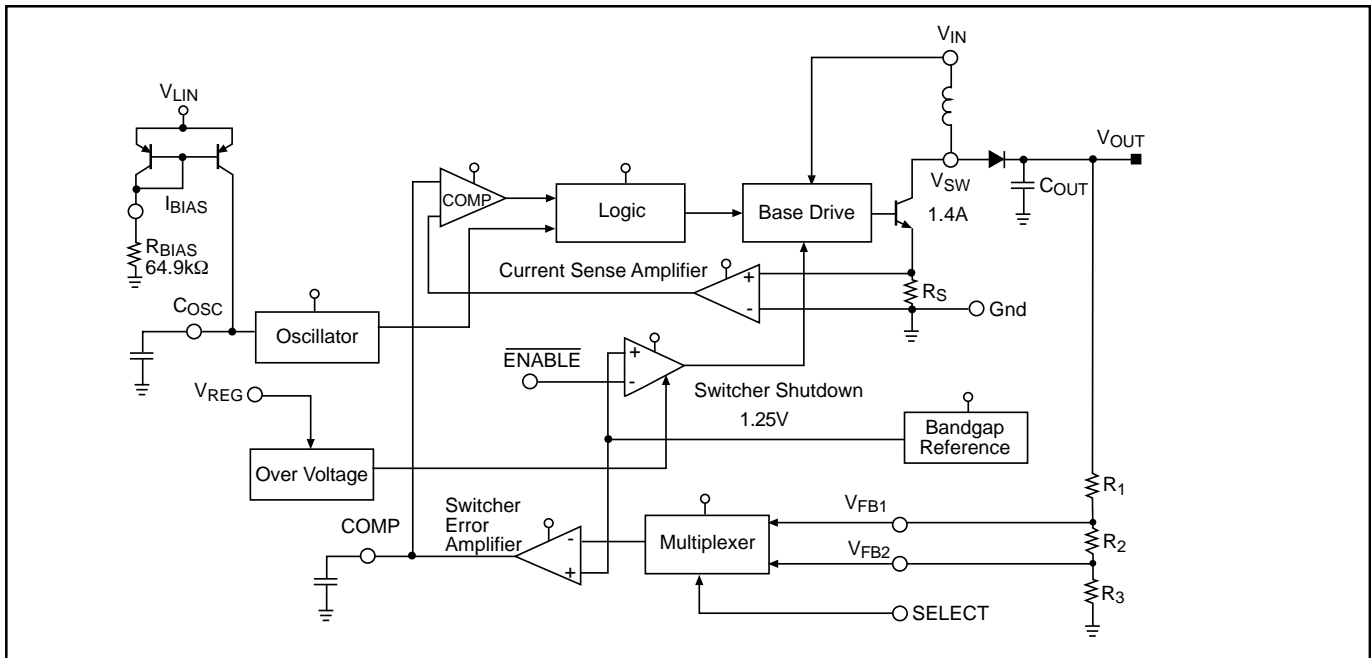 VIN
VLIN
VOUT
COMP
Logic
Base Drive
VSW
COUT
IBIAS
1.4A
RBIAS
64.9kΩ
Current Sense Amplifier
+
-
RS
Gnd
COSC
Oscillator
ENABLE
+
-
VREG
Switcher Shutdown
1.25V
Bandgap
Reference
Over Voltage
R1
Switcher
Error
Amplifier
COMP
VFB1
-
+
Multiplexer
R2
VFB2
R3
SELECT